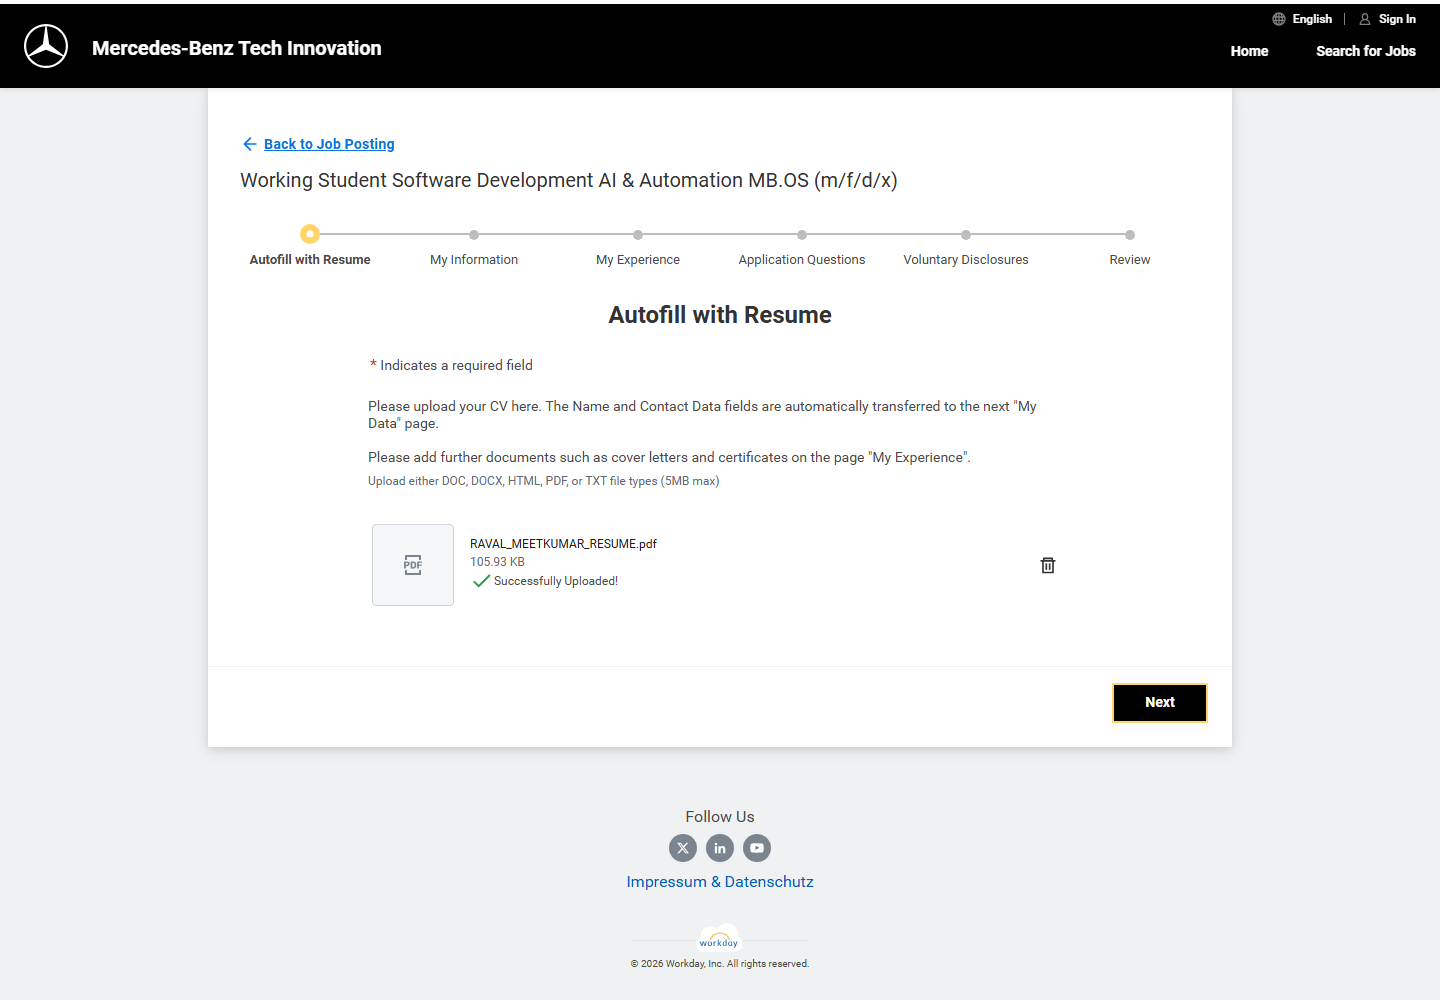 English
Sign In
Mercedes-Benz Tech Innovation
Home
Search for Jobs
Back to Job Posting
Working Student Software Development AI & Automation MB.OS (m/f/d/x)
Autofill with Resume
My Information
My Experience
Application Questions
Voluntary Disclosures
Review
Autofill with Resume
* Indicates a required field
Please upload your CV here. The Name and Contact Data fields are automatically transferred to the next "My
Data" page.
Please add further documents such as cover letters and certificates on the page "My Experience".
Upload either DOC, DOCX, HTML, PDF, or TXT file types (5MB max)
PDF
RAVAL_MEETKUMAR_RESUME.pdf
105.93 KB
Successfully Uploaded!
Next
Follow Us
Impressum & Datenschutz
workday
© 2026 Workday, Inc. All rights reserved.